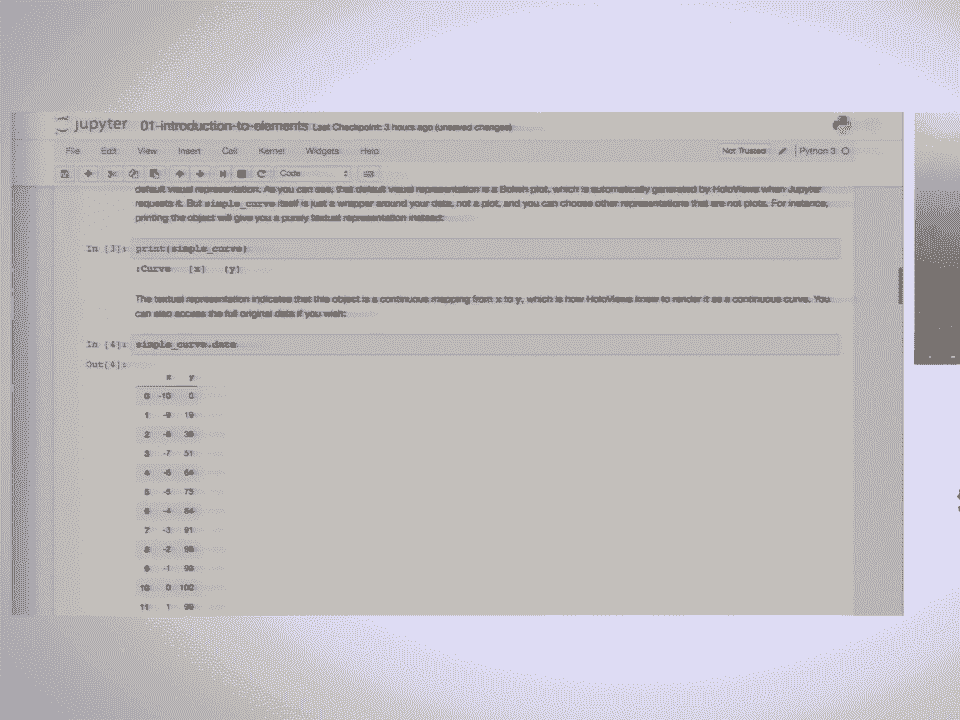 jupyter 01-introduction-to-elements Last Checkpoint: 3 hours ago (unsaved changes)
File Edit View Insert Cell Kernel Widgets Help
Not Trusted Python 3
Code
default visual representation. As you can see, that default visual representation is a Bokeh plot, which is automatically generated by HoloViews when Jupyter
requests it. But simple_curve itself is just a wrapper around your data, not a plot, and you can choose other representations that are not plots. For instance,
printing the object will give you a purely textual representation instead:
In [3]: print(simple_curve)
:Curve [x] (y)
The textual representation indicates that this object is a continuous mapping from x to y, which is how HoloViews knew to render it as a continuous curve. You
can also access the full original data if you wish:
In [4]: simple_curve.data
Out[4]:
x y
0 -10 0
1 -9 19
2 -8
3 -7 51
4 -6
5 -5 75
6 -4
7 -3 91
8 -2
9 -1
10 0 100
11 1 99